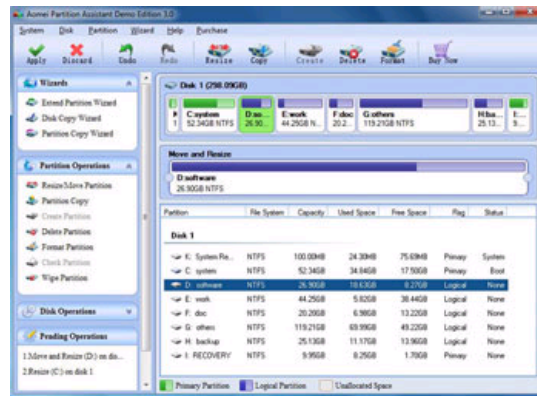 Aomei Partition Assistant Demo Edition 3.0
System Disk Partition Wizard Help Purchase
Apply Discard Undo Redo Resize Copy Create Delete Format Buy Now
Wizards
Extend Partition Wizard
Disk Copy Wizard
Partition Copy Wizard
Partition Operations
Resize/Move Partition
Partition Copy
Create Partition
Delete Partition
Format Partition
Check Partition
Wipe Partition
Disk Operations
Pending Operations
1.Move and Resize (D:) on dis...
2.Resize (C:) on disk 1
Disk 1 (298.09GB)
C:system
52.34GB NTFS
D:so...
26.90...
E:work
44.25GB N...
F:doc
20.2...
G:others
119.21GB NTFS
H:ba...
25.13...
I:...
9....
Move and Resize
D:software
26.90GB NTFS
Partition File System Capacity Used Space Free Space Flag Status
Disk 1
K: System Re... NTFS 100.00MB 24.30MB 75.69MB Primary System
C: system NTFS 52.34GB 34.84GB 17.50GB Primary Boot
D: software NTFS 26.90GB 18.63GB 8.27GB Logical None
E: work NTFS 44.25GB 5.82GB 38.44GB Logical None
F: doc NTFS 20.20GB 6.98GB 13.22GB Logical None
G: others NTFS 119.21GB 69.99GB 49.22GB Logical None
H: backup NTFS 25.13GB 11.17GB 13.96GB Logical None
I: RECOVERY NTFS 9.95GB 8.25GB 1.70GB Primary None
Primary Partition Logical Partition Unallocated Space